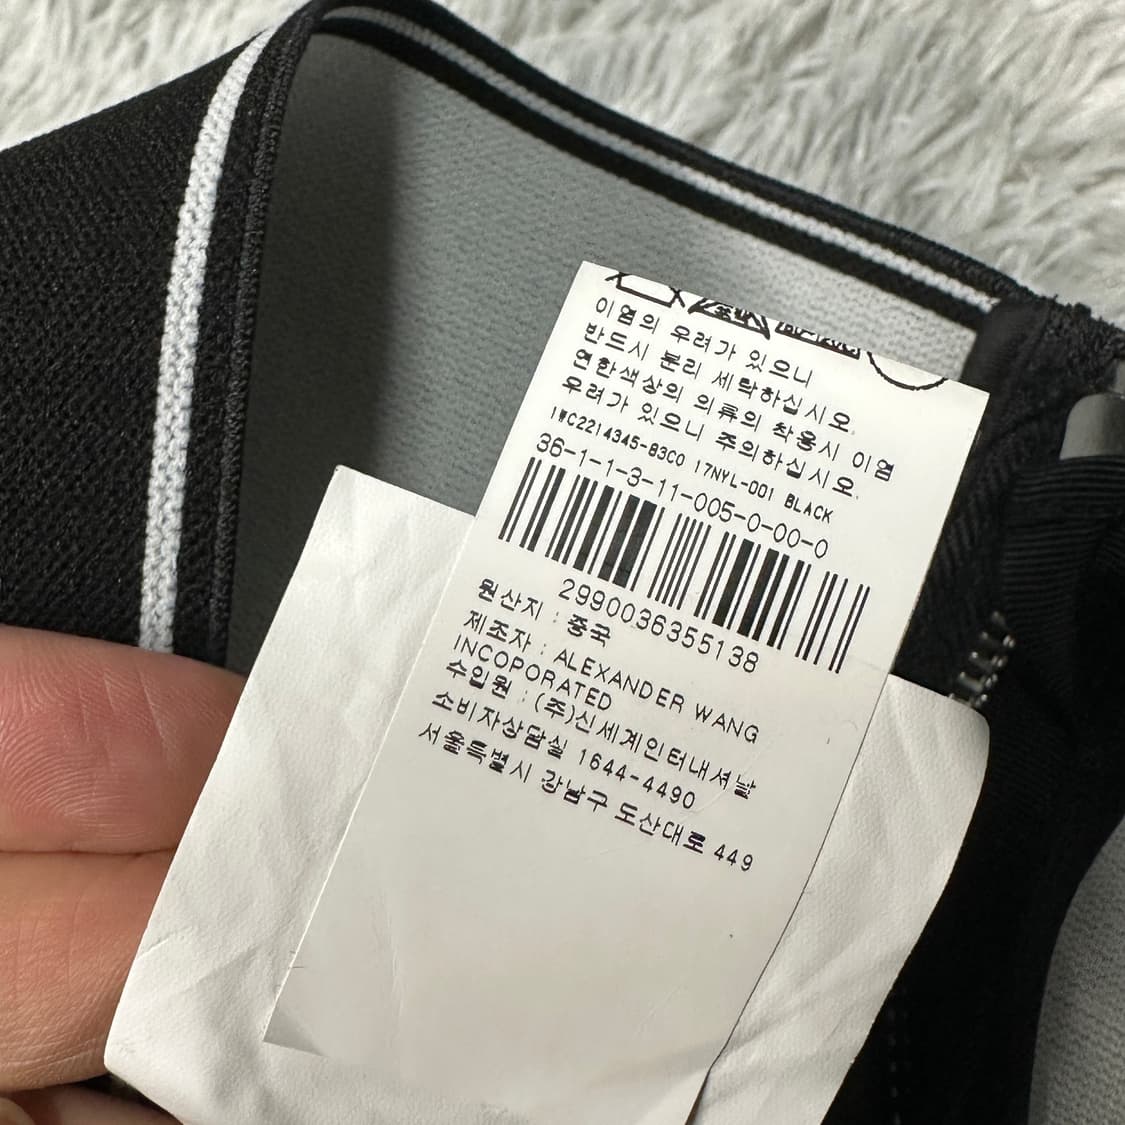 이염의 우려가 있으니
반드시 분리 세탁하십시오.
연한색상의 의류의 착용시 이염
우려가 있으니 주의하십시오.
1WC2214345-83C0 17NYL-001 BLACK
36-1-1-3-11-005-0-00-0
2990036355138
원산지 : 중국
제조자 : ALEXANDER WANG
INCOPORATED
수입원 : (주)신세계인터내셔날
소비자상담실 1644-4490
서울특별시 강남구 도산대로 449